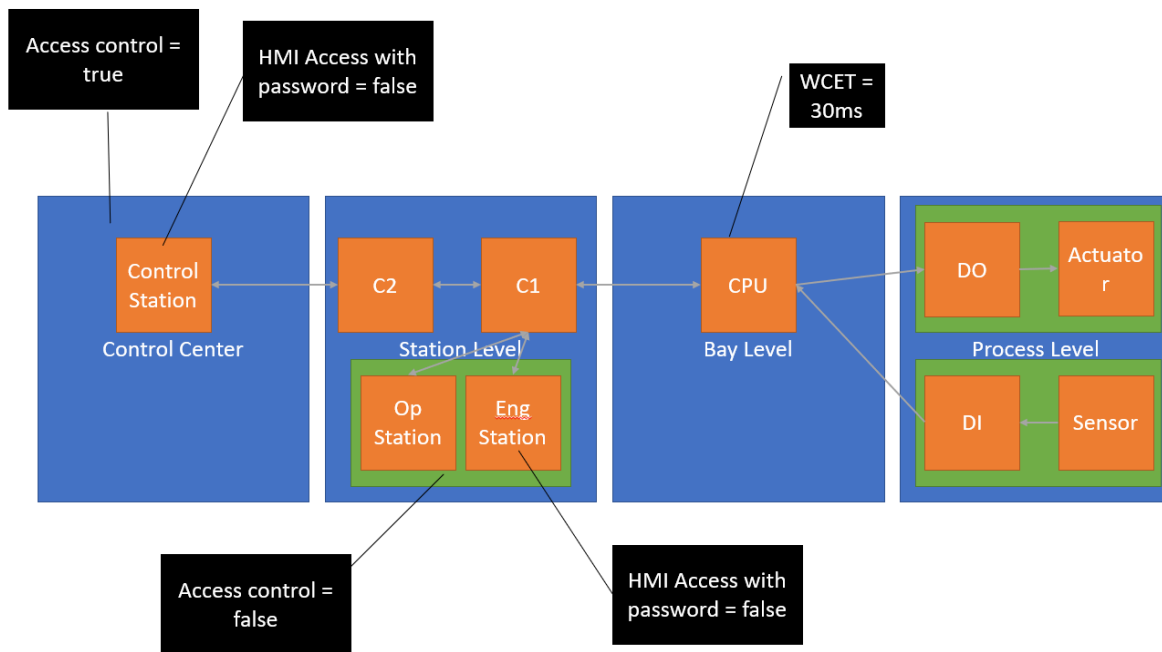 Access control =
true
HMI Access with
password = false
WCET =
30ms
Control
Station
C2
C1
CPU
DO
Actuato
r
Control Center
Station Level
Bay Level
Process Level
Op
Station
Eng
Station
DI
Sensor
Access control =
false
HMI Access with
password = false